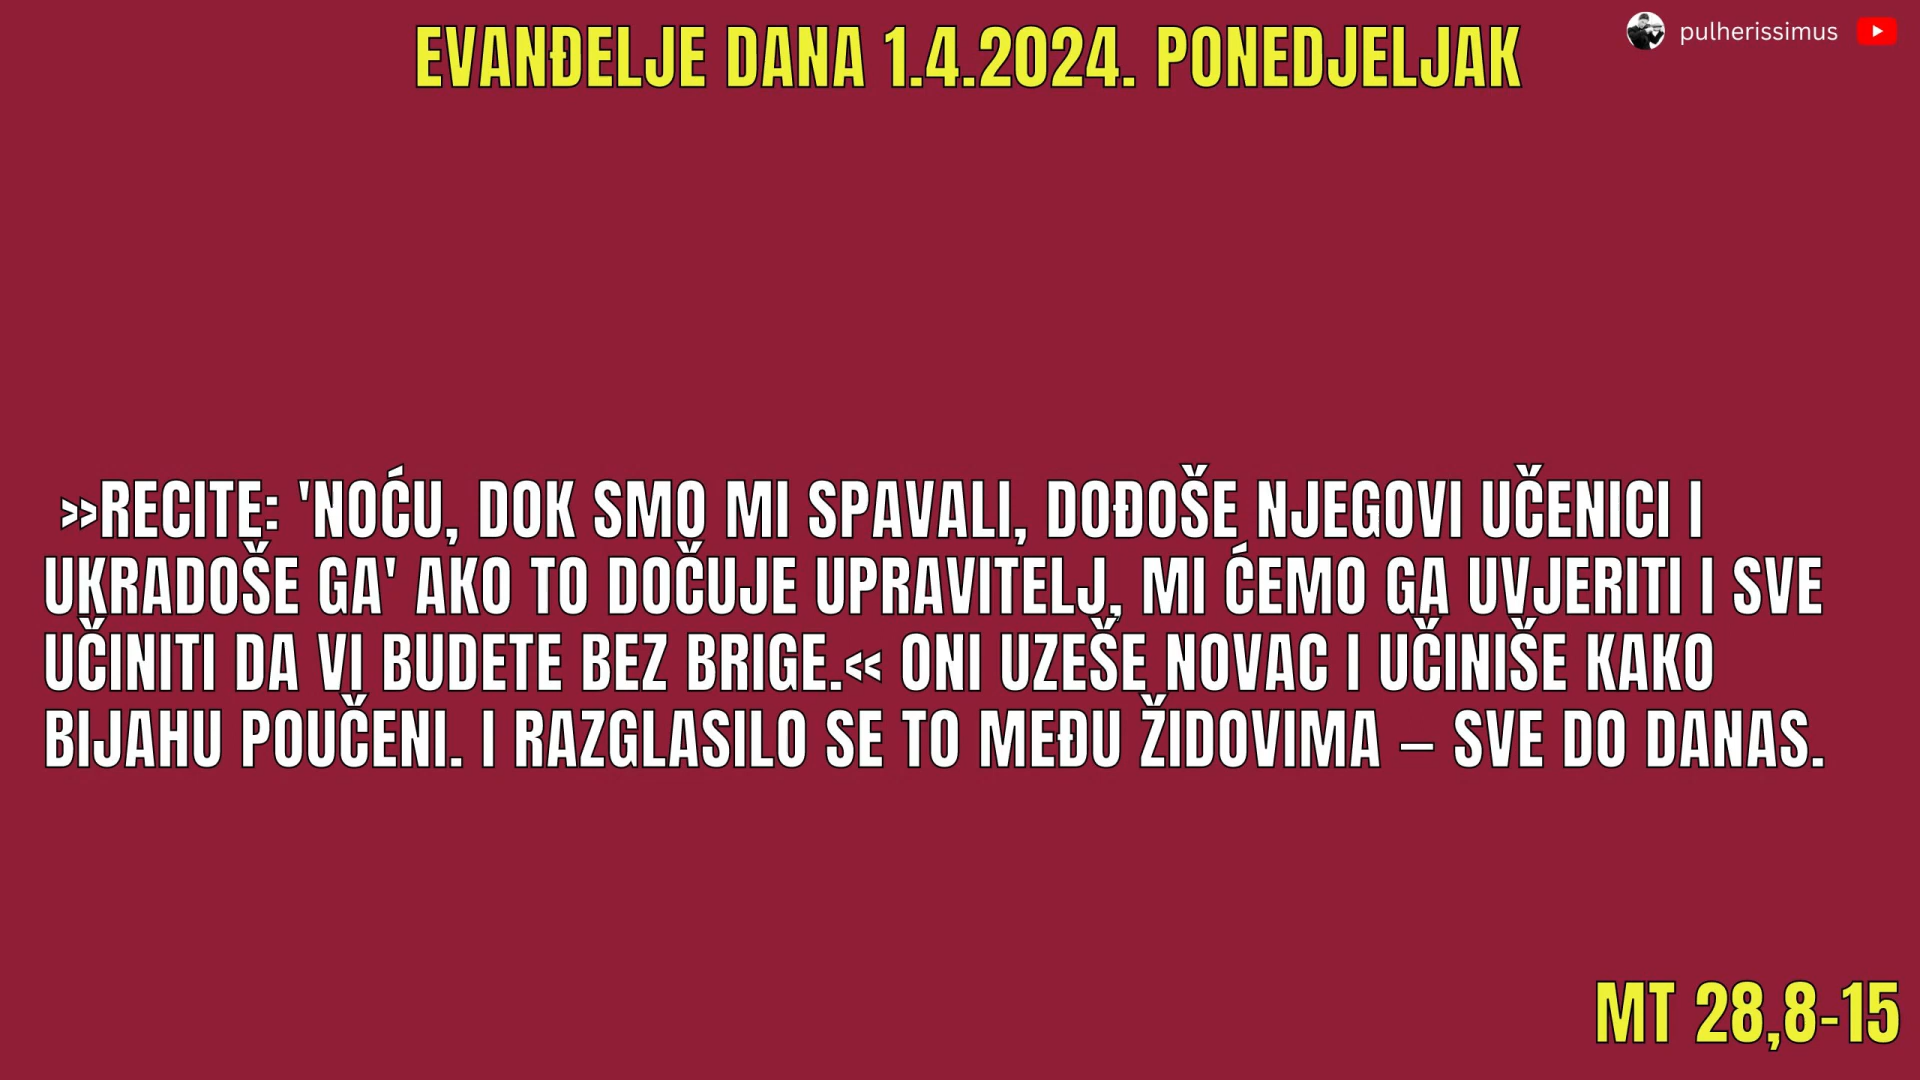 EVANĐELJE DANA 1.4.2024. PONEDJELJAK
pulherissimus
»RECITE: 'NOĆU, DOK SMO MI SPAVALI, DOĐOŠE NJEGOVI UČENICI I
UKRADOŠE GA' AKO TO DOČUJE UPRAVITELJ, MI ĆEMO GA UVJERITI I SVE
UČINITI DA VI BUDETE BEZ BRIGE.« ONI UZEŠE NOVAC I UČINIŠE KAKO
BIJAHU POUČENI. I RAZGLASILO SE TO MEĐU ŽIDOVIMA – SVE DO DANAS.
MT 28,8-15